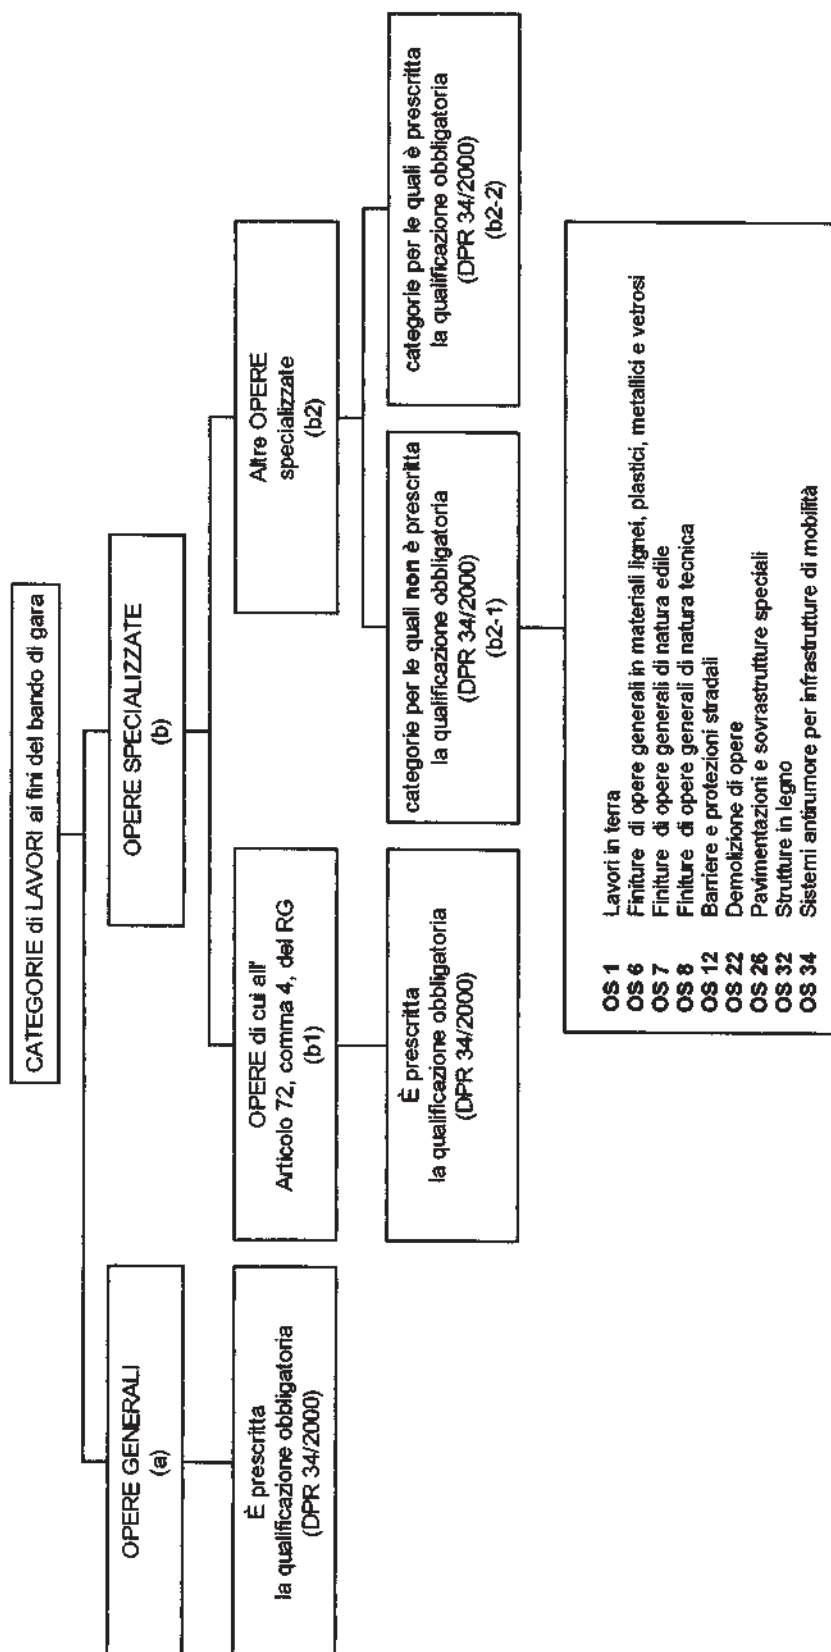 CATEGORIE di LAVORI ai fini del bando di gara
OPERE GENERALI
(a)
OPERE SPECIALIZZATE
(b)
È prescritta
la qualificazione obbligatoria
(DPR 34/2000)
OPERE di cui all'
Articolo 72, comma 4, del RG
(b1)
Altre OPERE
specializzate
(b2)
È prescritta
la qualificazione obbligatoria
(DPR 34/2000)
categorie per le quali non è prescritta
la qualificazione obbligatoria
(DPR 34/2000)
(b2-1)
categorie per le quali è prescritta
la qualificazione obbligatoria
(DPR 34/2000)
(b2-2)
OS 1 Lavori in terra
OS 6 Finiture di opere generali in materiali lignei, plastici, metallici e vetrosi
OS 7 Finiture di opere generali di natura edile
OS 8 Finiture di opere generali di natura tecnica
OS 12 Barriere e protezioni stradali
OS 22 Demolizione di opere
OS 26 Pavimentazioni e sovrastrutture speciali
OS 32 Strutture in legno
OS 34 Sistemi antirumore per infrastrutture di mobilità